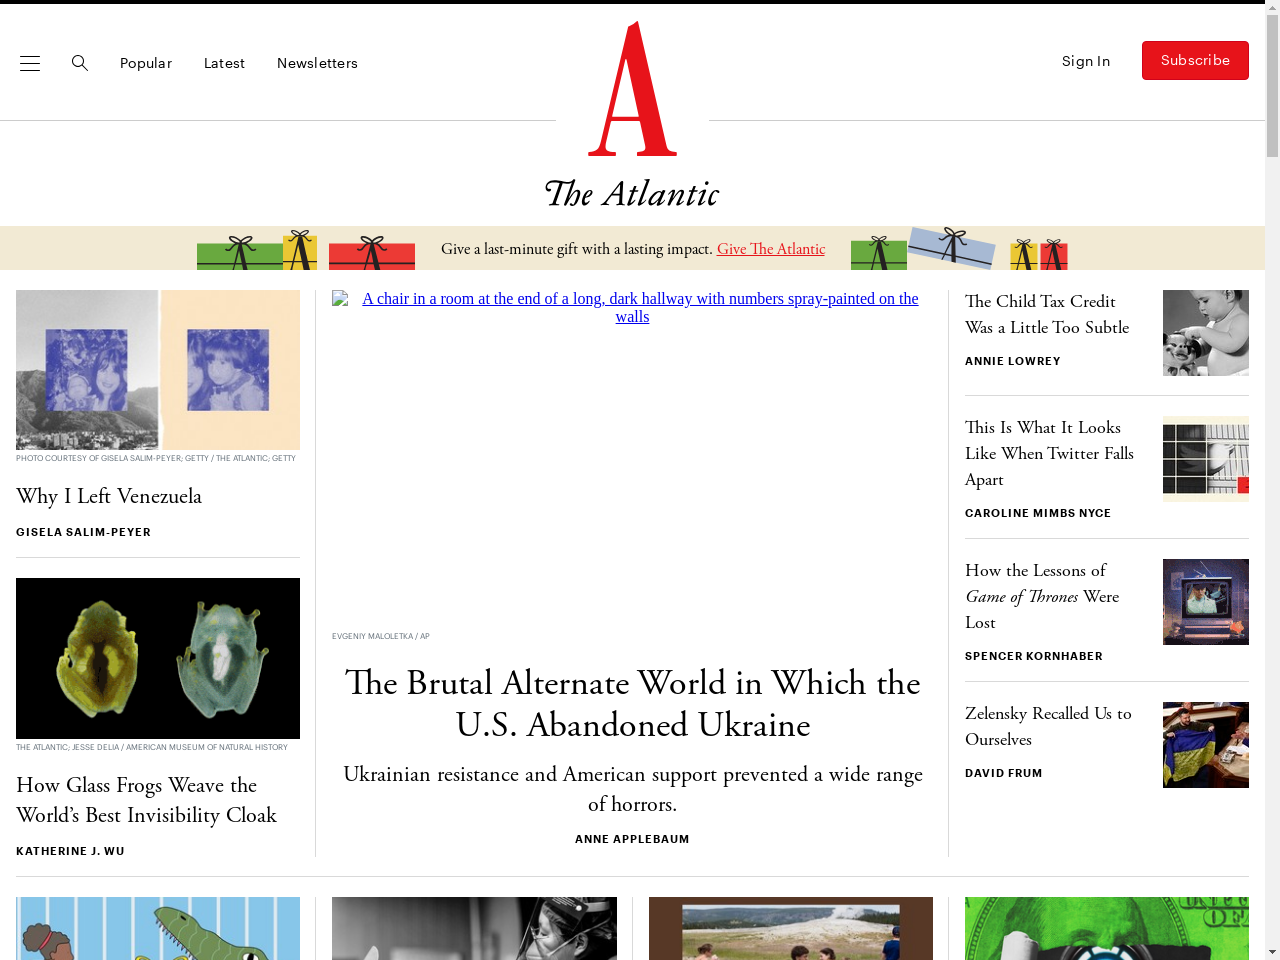 Popular
Latest
Newsletters
A
Sign In
Subscribe
The Atlantic
Give a last-minute gift with a lasting impact. Give The Atlantic
PHOTO COURTESY OF GISELA SALIM-PEYER; GETTY / THE ATLANTIC; GETTY
Why I Left Venezuela
GISELA SALIM-PEYER
THE ATLANTIC; JESSE DELIA / AMERICAN MUSEUM OF NATURAL HISTORY
How Glass Frogs Weave the
World’s Best Invisibility Cloak
KATHERINE J. WU
A chair in a room at the end of a long, dark hallway with numbers spray-painted on the
walls
EVGENIY MALOLETKA / AP
The Brutal Alternate World in Which the
U.S. Abandoned Ukraine
Ukrainian resistance and American support prevented a wide range
of horrors.
ANNE APPLEBAUM
The Child Tax Credit
Was a Little Too Subtle
ANNIE LOWREY
This Is What It Looks
Like When Twitter Falls
Apart
CAROLINE MIMBS NYCE
How the Lessons of
Game of Thrones Were
Lost
SPENCER KORNHABER
Zelensky Recalled Us to
Ourselves
DAVID FRUM